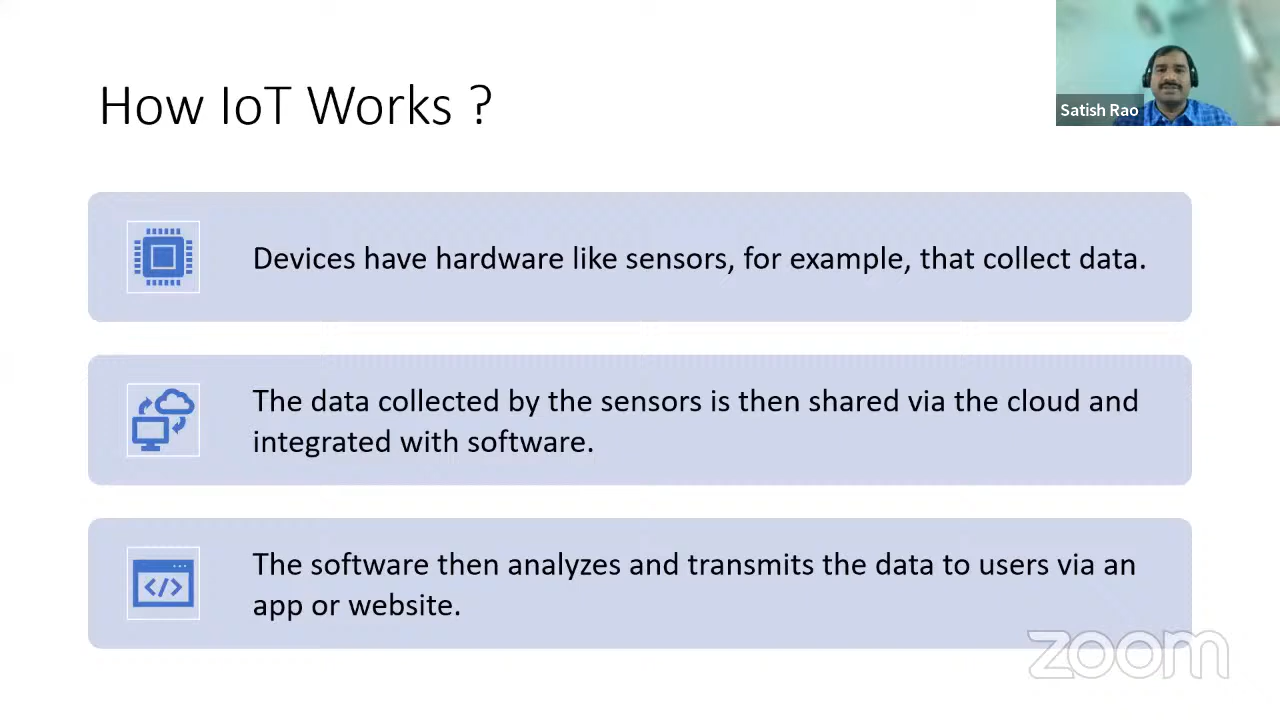 How IoT Works ?
Satish Rao
Devices have hardware like sensors, for example, that collect data.
The data collected by the sensors is then shared via the cloud and
integrated with software.
</>
The software then analyzes and transmits the data to users via an
app or website.
zoom